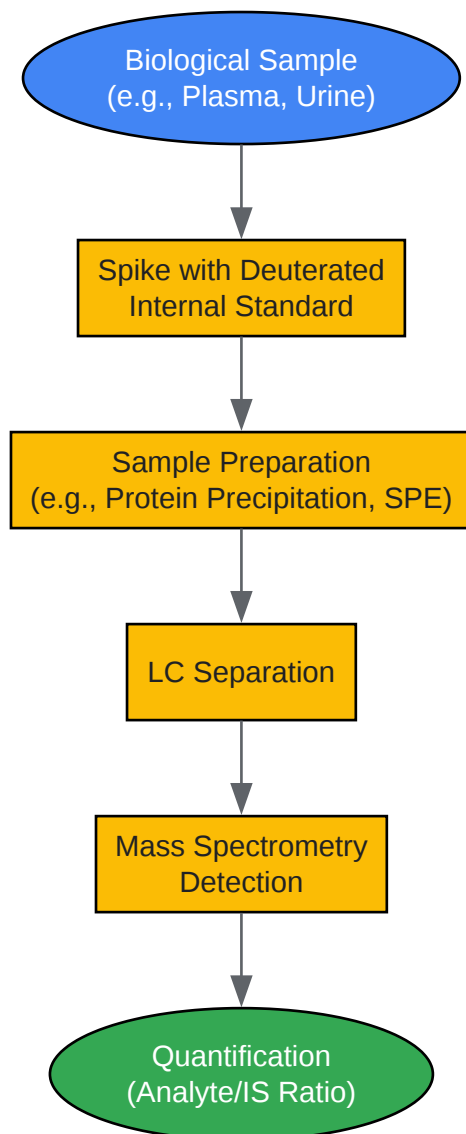 Biological Sample
(e.g., Plasma, Urine)
Spike with Deuterated
Internal Standard
Sample Preparation
(e.g., Protein Precipitation, SPE)
LC Separation
Mass Spectrometry
Detection
Quantification
(Analyte/IS Ratio)